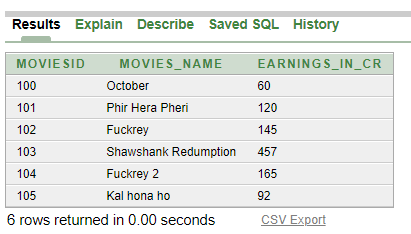 Results Explain Describe Saved SQL History
MOVIESID MOVIES_NAME EARNINGS_IN_CR
100 October 60
101 Phir Hera Pheri 120
102 Fuckrey 145
103 Shawshank Redumption 457
104 Fuckrey 2 165
105 Kal hona ho 92
6 rows returned in 0.00 seconds CSV Export